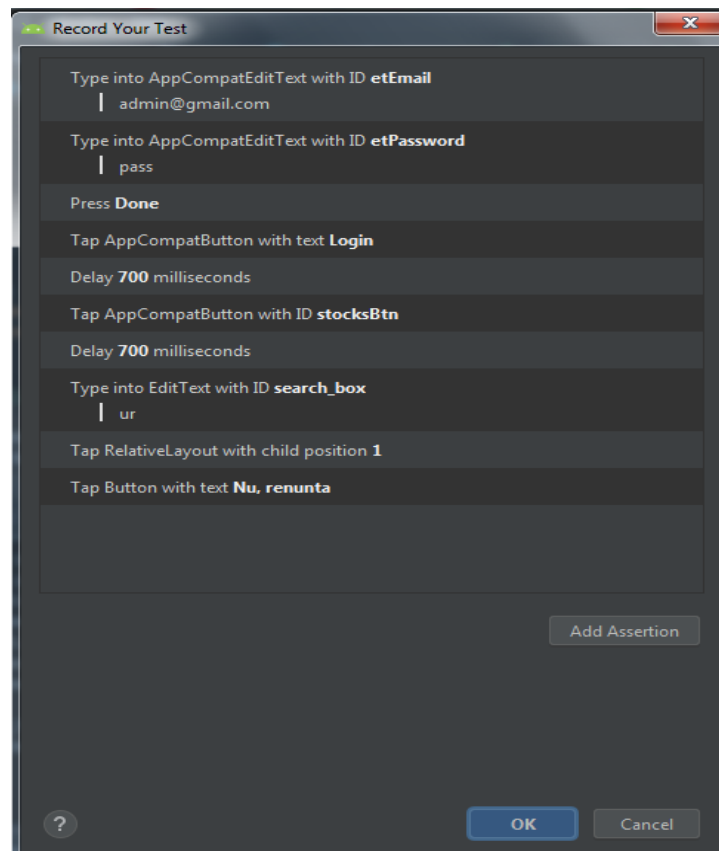 Record Your Test
Type into AppCompatEditText with ID etEmail
admin@gmail.com
Type into AppCompatEditText with ID etPassword
pass
Press Done
Tap AppCompatButton with text Login
Delay 700 milliseconds
Tap AppCompatButton with ID stocksBtn
Delay 700 milliseconds
Type into EditText with ID search_box
ur
Tap RelativeLayout with child position 1
Tap Button with text Nu, renunta
Add Assertion
? OK Cancel